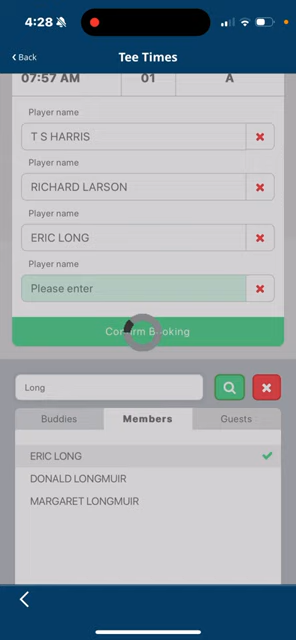 4:28
Back
Tee Times
07:57 AM 01 A
Player name
T S HARRIS
Player name
RICHARD LARSON
Player name
ERIC LONG
Player name
Please enter
Confirm Booking
Long
Buddies Members Guests
ERIC LONG
DONALD LONGMUIR
MARGARET LONGMUIR